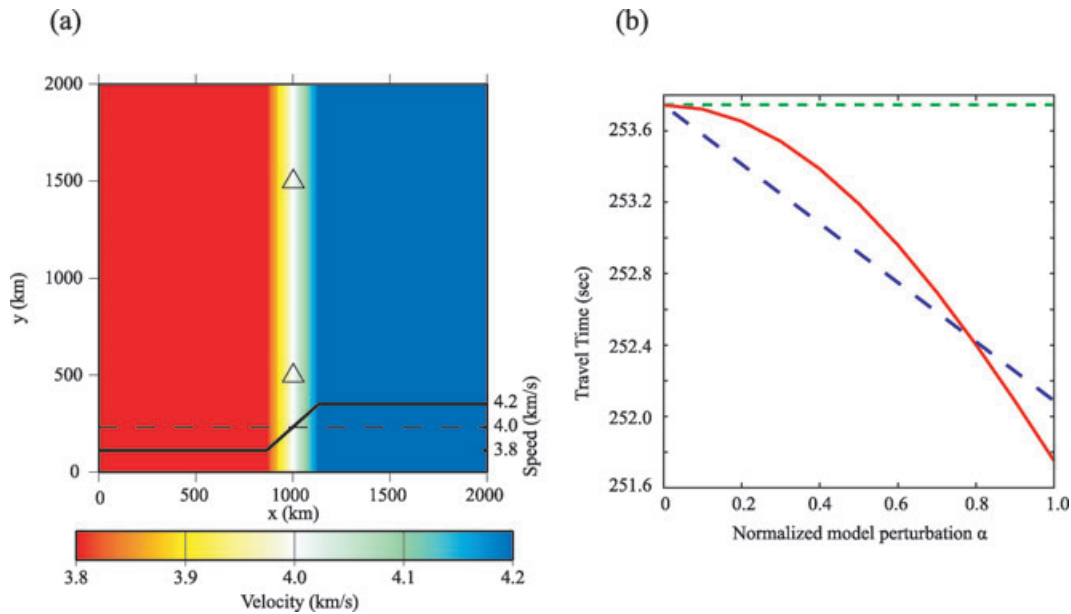 (a)
2000
1500
1000
500
0
y (km)
4.2
4.0
3.8
Speed (km/s)
0 500 1000 1500 2000
x (km)
3.8 3.9 4.0 4.1 4.2
Velocity (km/s)
(b)
253.6
253.2
252.8
252.4
252.0
251.6
Travel Time (sec)
0 0.2 0.4 0.6 0.8 1.0
Normalized model perturbation α